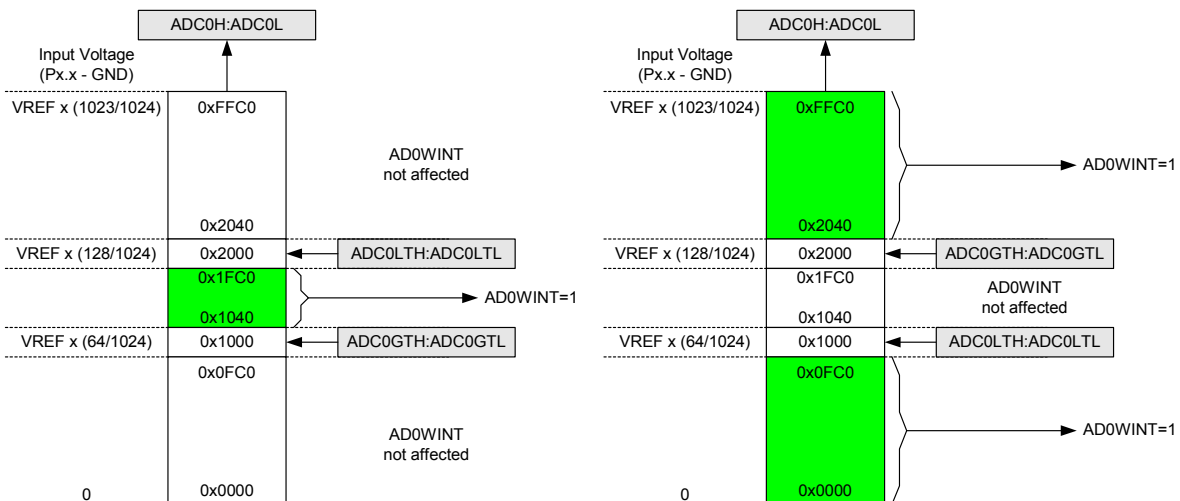 ADC0H:ADC0L
Input Voltage
(Px.x - GND)
VREF x (1023/1024)
0xFFC0
AD0WINT
not affected
0x2040
VREF x (128/1024)
0x2000
ADC0LTH:ADC0LTL
0x1FC0
AD0WINT=1
0x1040
VREF x (64/1024)
0x1000
ADC0GTH:ADC0GTL
0x0FC0
AD0WINT
not affected
0
0x0000
ADC0H:ADC0L
Input Voltage
(Px.x - GND)
VREF x (1023/1024)
0xFFC0
AD0WINT=1
0x2040
VREF x (128/1024)
0x2000
ADC0GTH:ADC0GTL
0x1FC0
AD0WINT
not affected
0x1040
VREF x (64/1024)
0x1000
ADC0LTH:ADC0LTL
0x0FC0
AD0WINT=1
0
0x0000